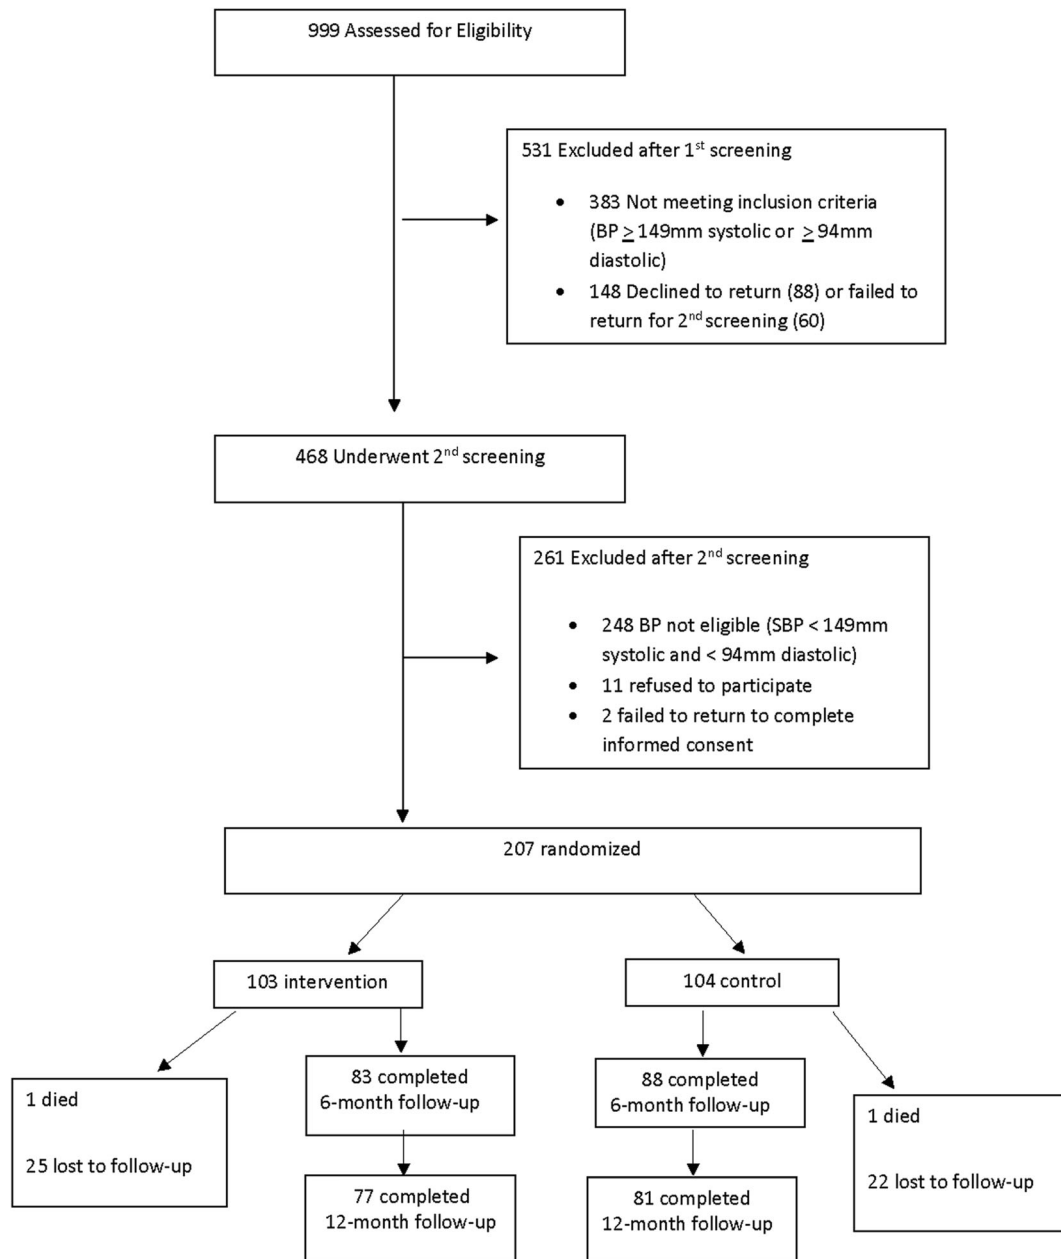 999 Assessed for Eligibility
531 Excluded after 1st screening
• 383 Not meeting inclusion criteria
(BP ≥ 149mm systolic or ≥ 94mm
diastolic)
• 148 Declined to return (88) or failed to
return for 2nd screening (60)
468 Underwent 2nd screening
261 Excluded after 2nd screening
• 248 BP not eligible (SBP < 149mm
systolic and < 94mm diastolic)
• 11 refused to participate
• 2 failed to return to complete
informed consent
207 randomized
103 intervention
104 control
1 died
25 lost to follow-up
83 completed
6-month follow-up
88 completed
6-month follow-up
1 died
22 lost to follow-up
77 completed
12-month follow-up
81 completed
12-month follow-up